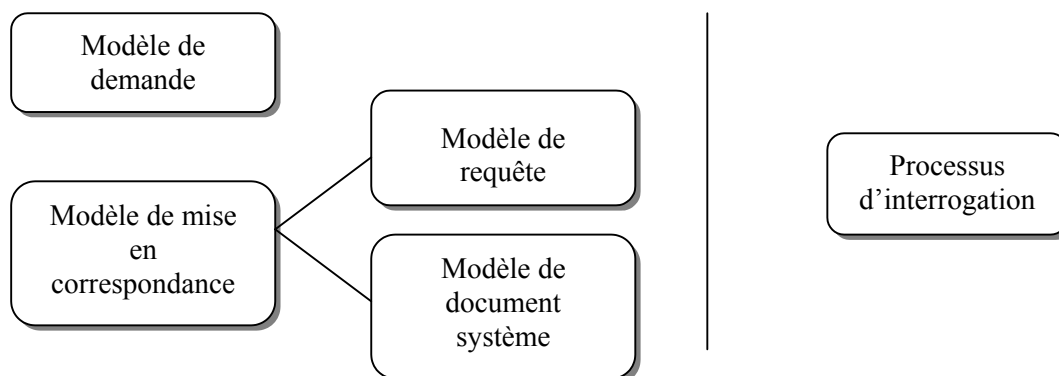 Modèle de
demande
Modèle de mise
en
correspondance
Modèle de
requête
Modèle de
document
système
Processus
d’interrogation